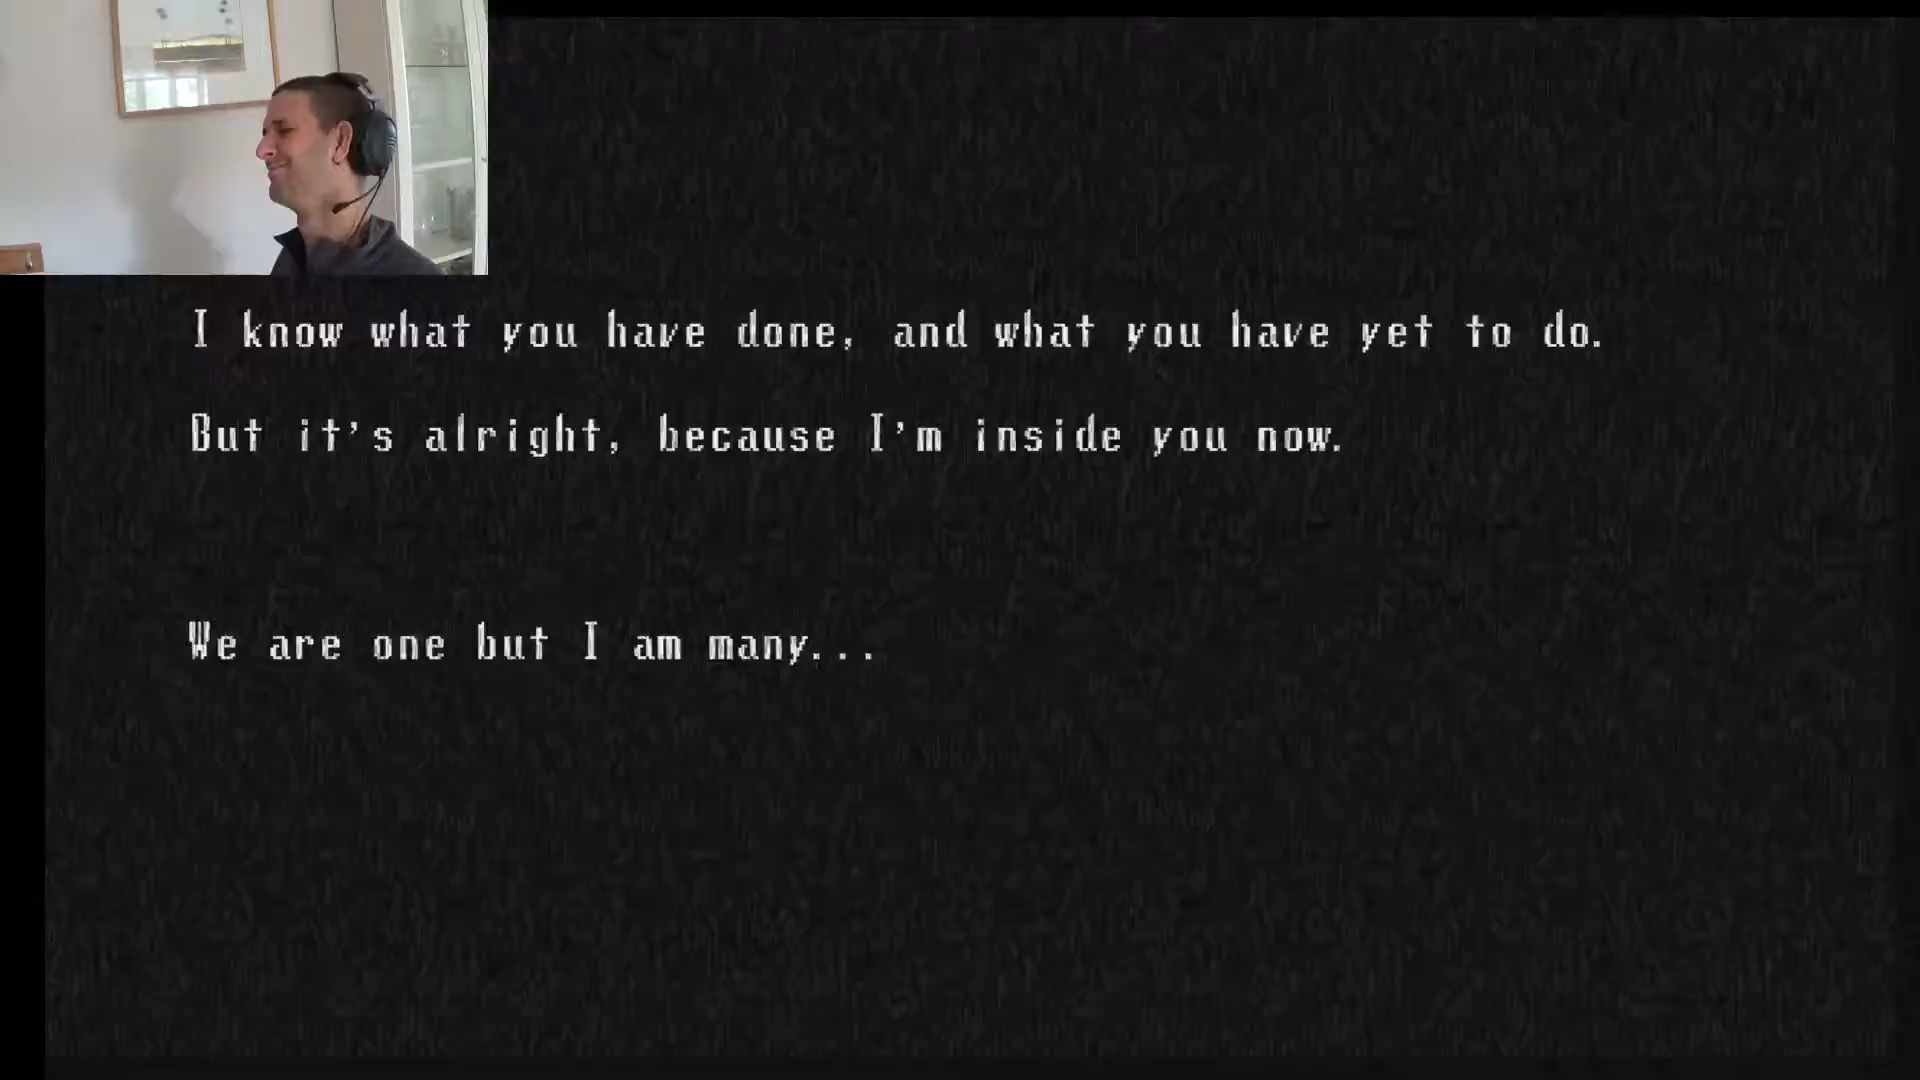 I know what you have done, and what you have yet to do.
But it's alright, because I'm inside you now.
We are one but I am many...